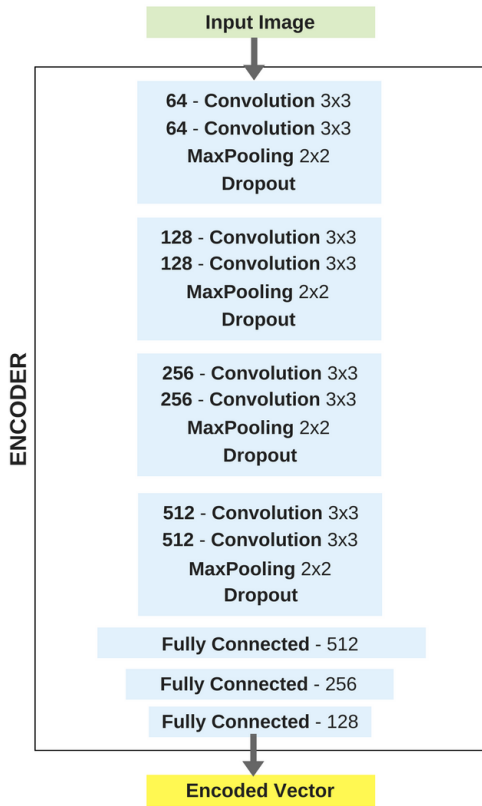 Input Image
ENCODER
64 - Convolution 3x3
64 - Convolution 3x3
MaxPooling 2x2
Dropout
128 - Convolution 3x3
128 - Convolution 3x3
MaxPooling 2x2
Dropout
256 - Convolution 3x3
256 - Convolution 3x3
MaxPooling 2x2
Dropout
512 - Convolution 3x3
512 - Convolution 3x3
MaxPooling 2x2
Dropout
Fully Connected - 512
Fully Connected - 256
Fully Connected - 128
Encoded Vector